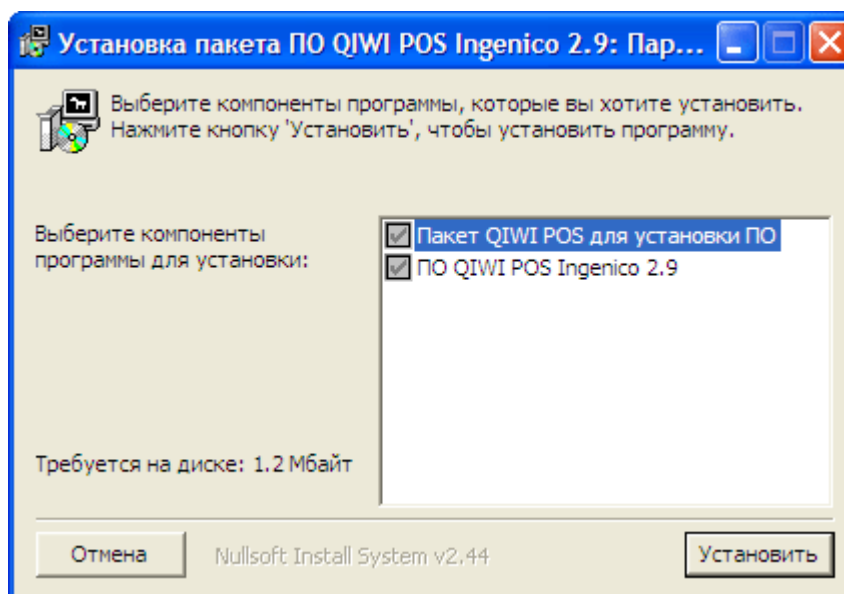 Установка пакета ПО QIWI POS Ingenico 2.9: Пар...
Выберите компоненты программы, которые вы хотите установить.
Нажмите кнопку 'Установить', чтобы установить программу.
Выберите компоненты
программы для установки:
Пакет QIWI POS для установки ПО
ПО QIWI POS Ingenico 2.9
Требуется на диске: 1.2 Мбайт
Отмена
Nullsoft Install System v2.44
Установить